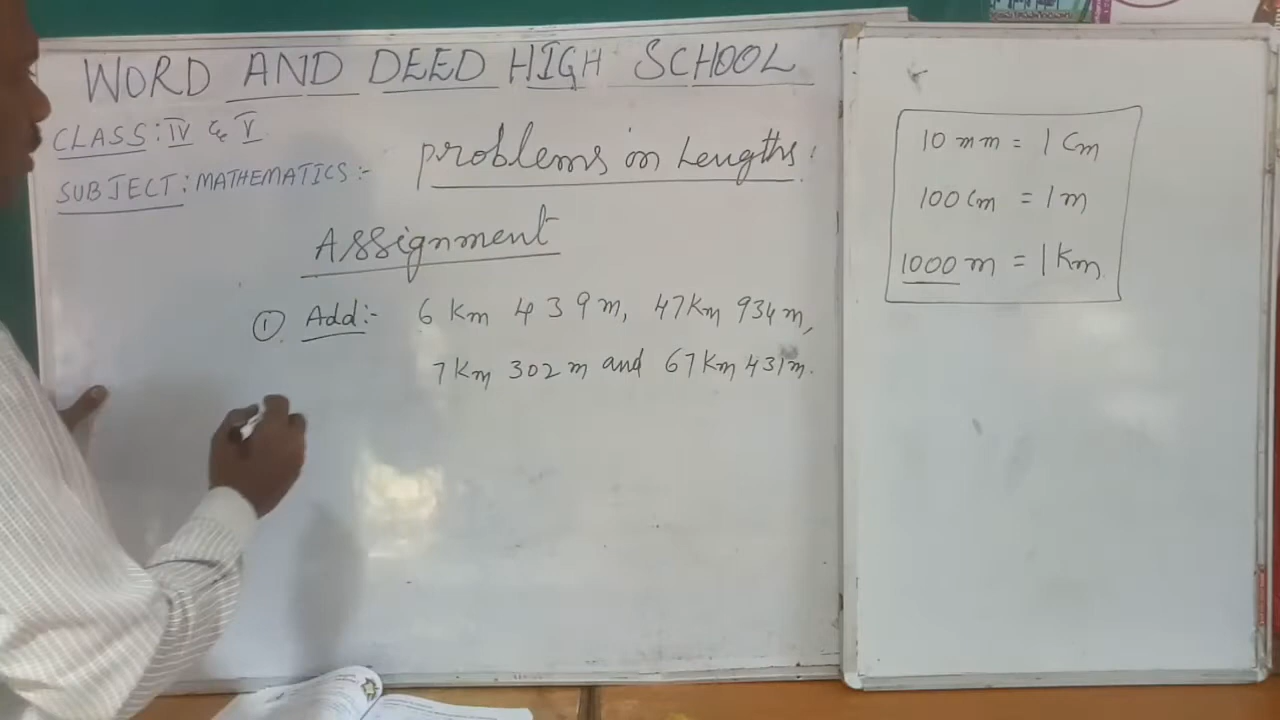 WORD AND DEED HIGH SCHOOL
CLASS: IV & V
SUBJECT: MATHEMATICS:-
Problems in Lengths:
Assignment
① Add:- 6 Km 439 m, 47 Km 934 m,
7 Km 302 m and 67 Km 431 m.
10 mm = 1 Cm
100 Cm = 1 m
1000 m = 1 Km